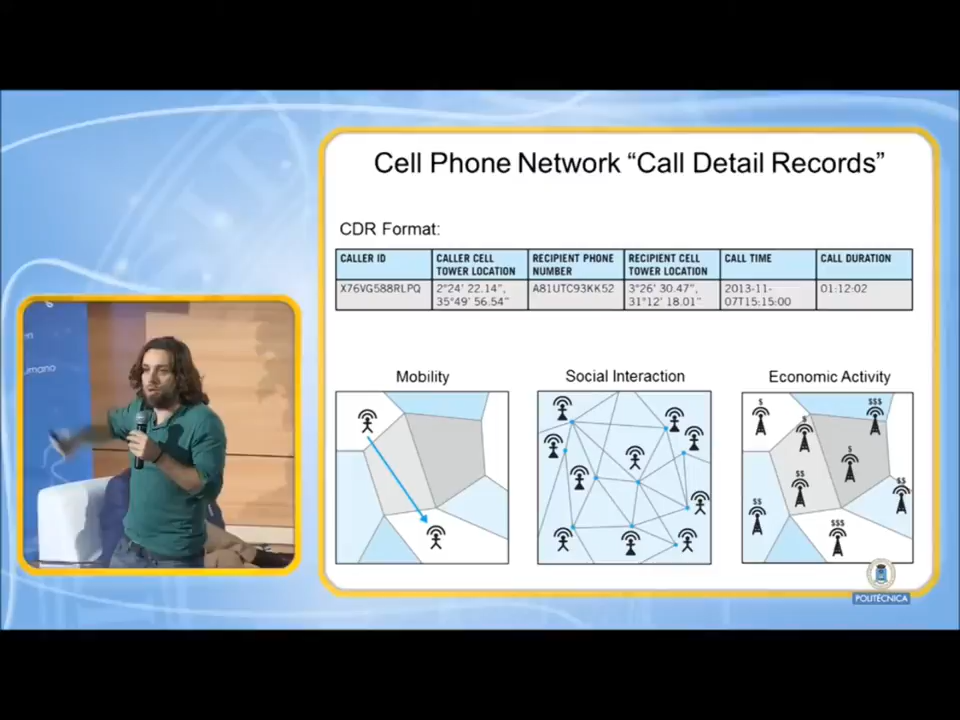 Cell Phone Network “Call Detail Records”
CDR Format:
CALLER ID
CALLER CELL
TOWER LOCATION
RECIPIENT PHONE
NUMBER
RECIPIENT CELL
TOWER LOCATION
CALL TIME
CALL DURATION
X76VG588RLPQ
2°24' 22.14",
35°49' 56.54"
A81UTC93KK52
3°26' 30.47",
31°12' 18.01"
2013-11-
07T15:15:00
01:12:02
Mobility
Social Interaction
Economic Activity
$
$
$$$
$
$$
$$
$$
$$$
umano
POLITÉCNICA